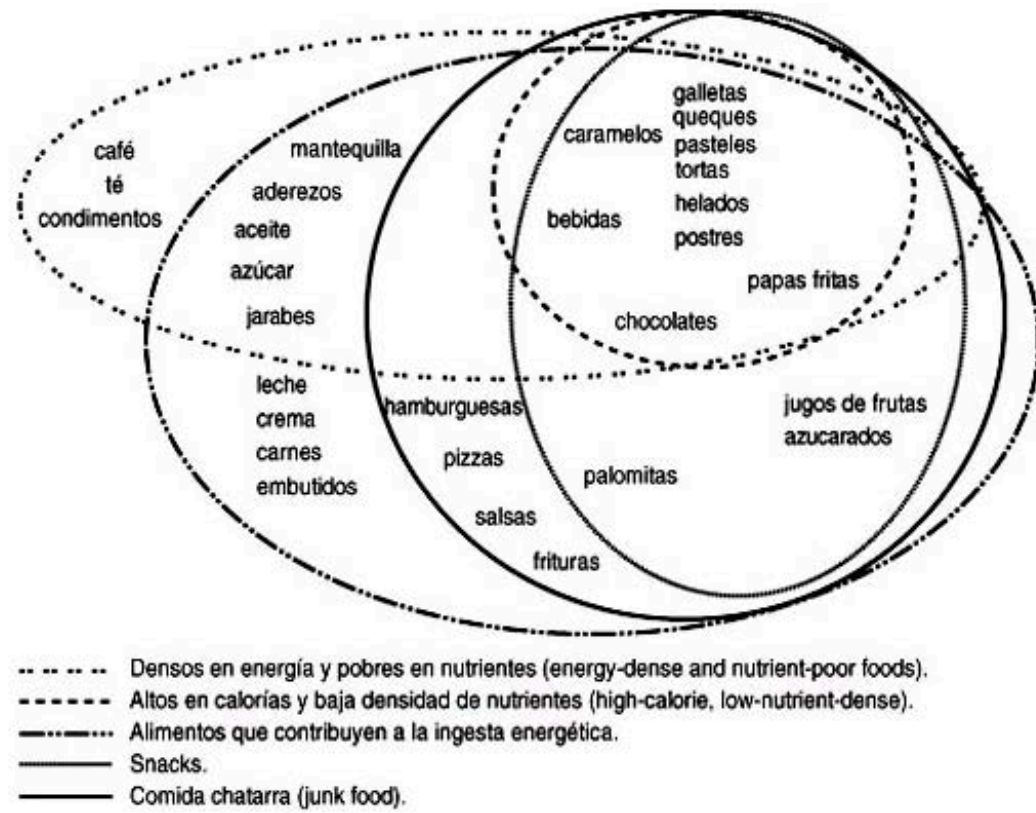 café
té
condimentos
mantequilla
aderezos
aceite
azúcar
jarabes
leche
crema
carnes
embutidos
hamburguesas
pizzas
salsas
frituras
caramelos
bebidas
galletas
queques
pasteles
tortas
helados
postres
papas fritas
chocolates
palomitas
jugos de frutas
azucarados
Densos en energía y pobres en nutrientes (energy-dense and nutrient-poor foods).
Altos en calorías y baja densidad de nutrientes (high-calorie, low-nutrient-dense).
Alimentos que contribuyen a la ingesta energética.
Snacks.
Comida chatarra (junk food).